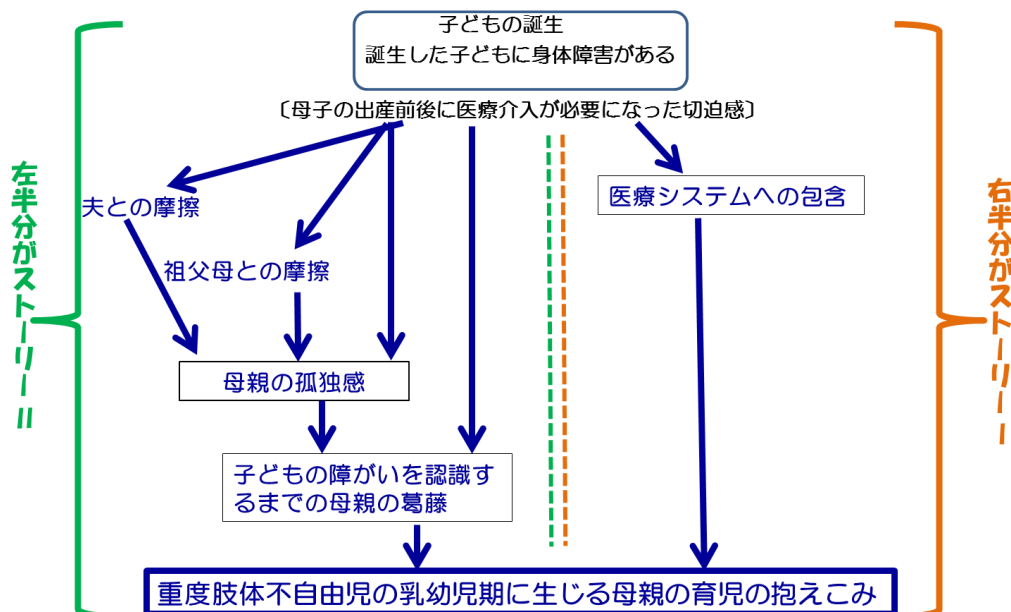 子どもの誕生
誕生した子どもに身体障害がある
〔母子の出産前後に医療介入が必要になった切迫感〕
左半分がストーリーⅡ
右半分がストーリーⅠ
医療システムへの包含
夫との摩擦
祖父母との摩擦
母親の孤独感
子どもの障がいを認識す
るまでの母親の葛藤
重度肢体不自由児の乳幼児期に生じる母親の育児の抱えこみ